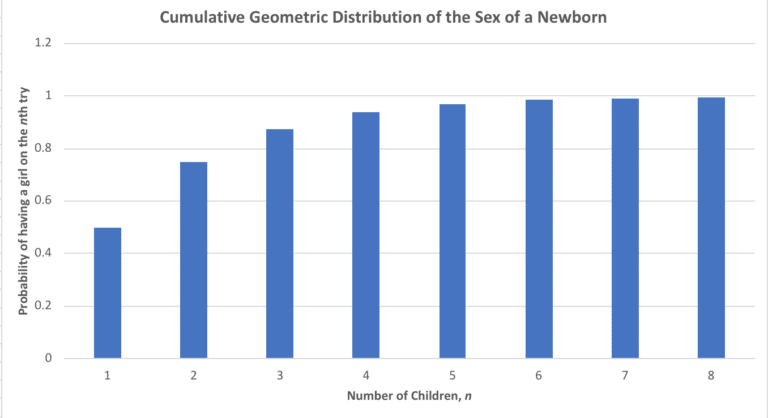 Cumulative Geometric Distribution of the Sex of a Newborn
Probability of having a girl on the nth try
1.2
1
0.8
0.6
0.4
0.2
0
1 2 3 4 5 6 7 8
Number of Children, n